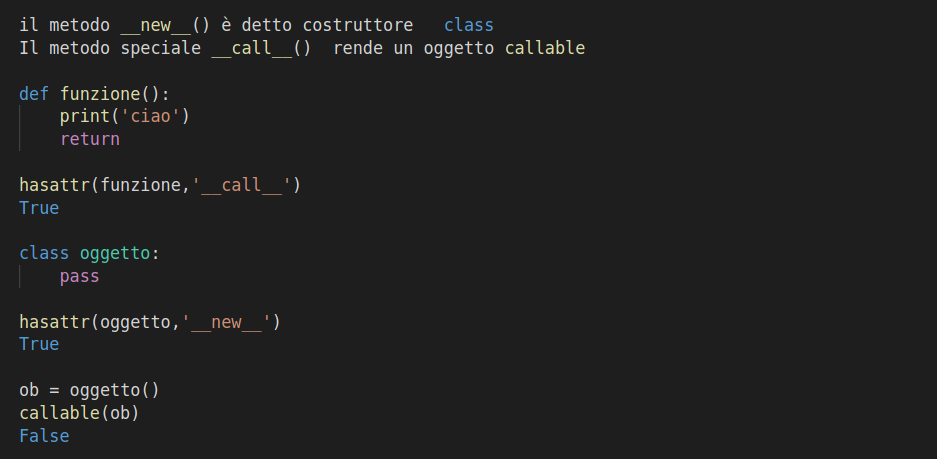 il metodo __new__() è detto costruttore   class
Il metodo speciale __call__()  rende un oggetto callable

def funzione():
    print('ciao')
    return

hasattr(funzione,'__call__')
True

class oggetto:
    pass

hasattr(oggetto,'__new__')
True

ob = oggetto()
callable(ob)
False